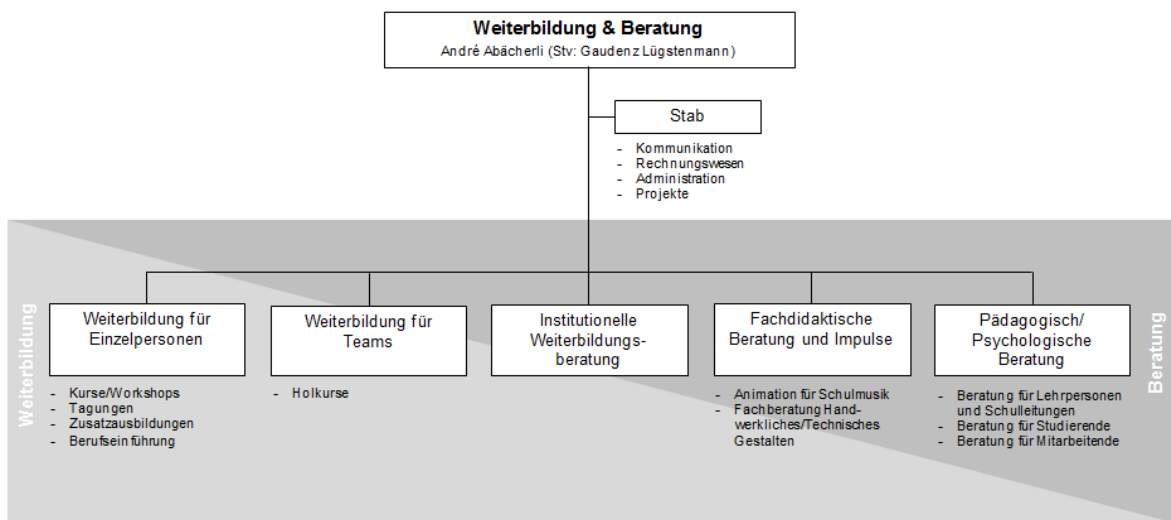 Weiterbildung & Beratung
André Abächerli (Stv: Gaudenz Lügstenmann)
Stab
- Kommunikation
- Rechnungswesen
- Administration
- Projekte
Weiterbildung
Weiterbildung für
Einzelpersonen
- Kurse/Workshops
- Tagungen
- Zusatzausbildungen
- Berufseinführung
Weiterbildung für
Teams
- Holkurse
Institutionelle
Weiterbildungs-
beratung
Fachdidaktische
Beratung und Impulse
- Animation für Schulmusik
- Fachberatung Hand-
werkliches/Technisches
Gestalten
Pädagogisch/
Psychologische
Beratung
- Beratung für Lehrpersonen
und Schulleitungen
- Beratung für Studierende
- Beratung für Mitarbeitende
Beratung